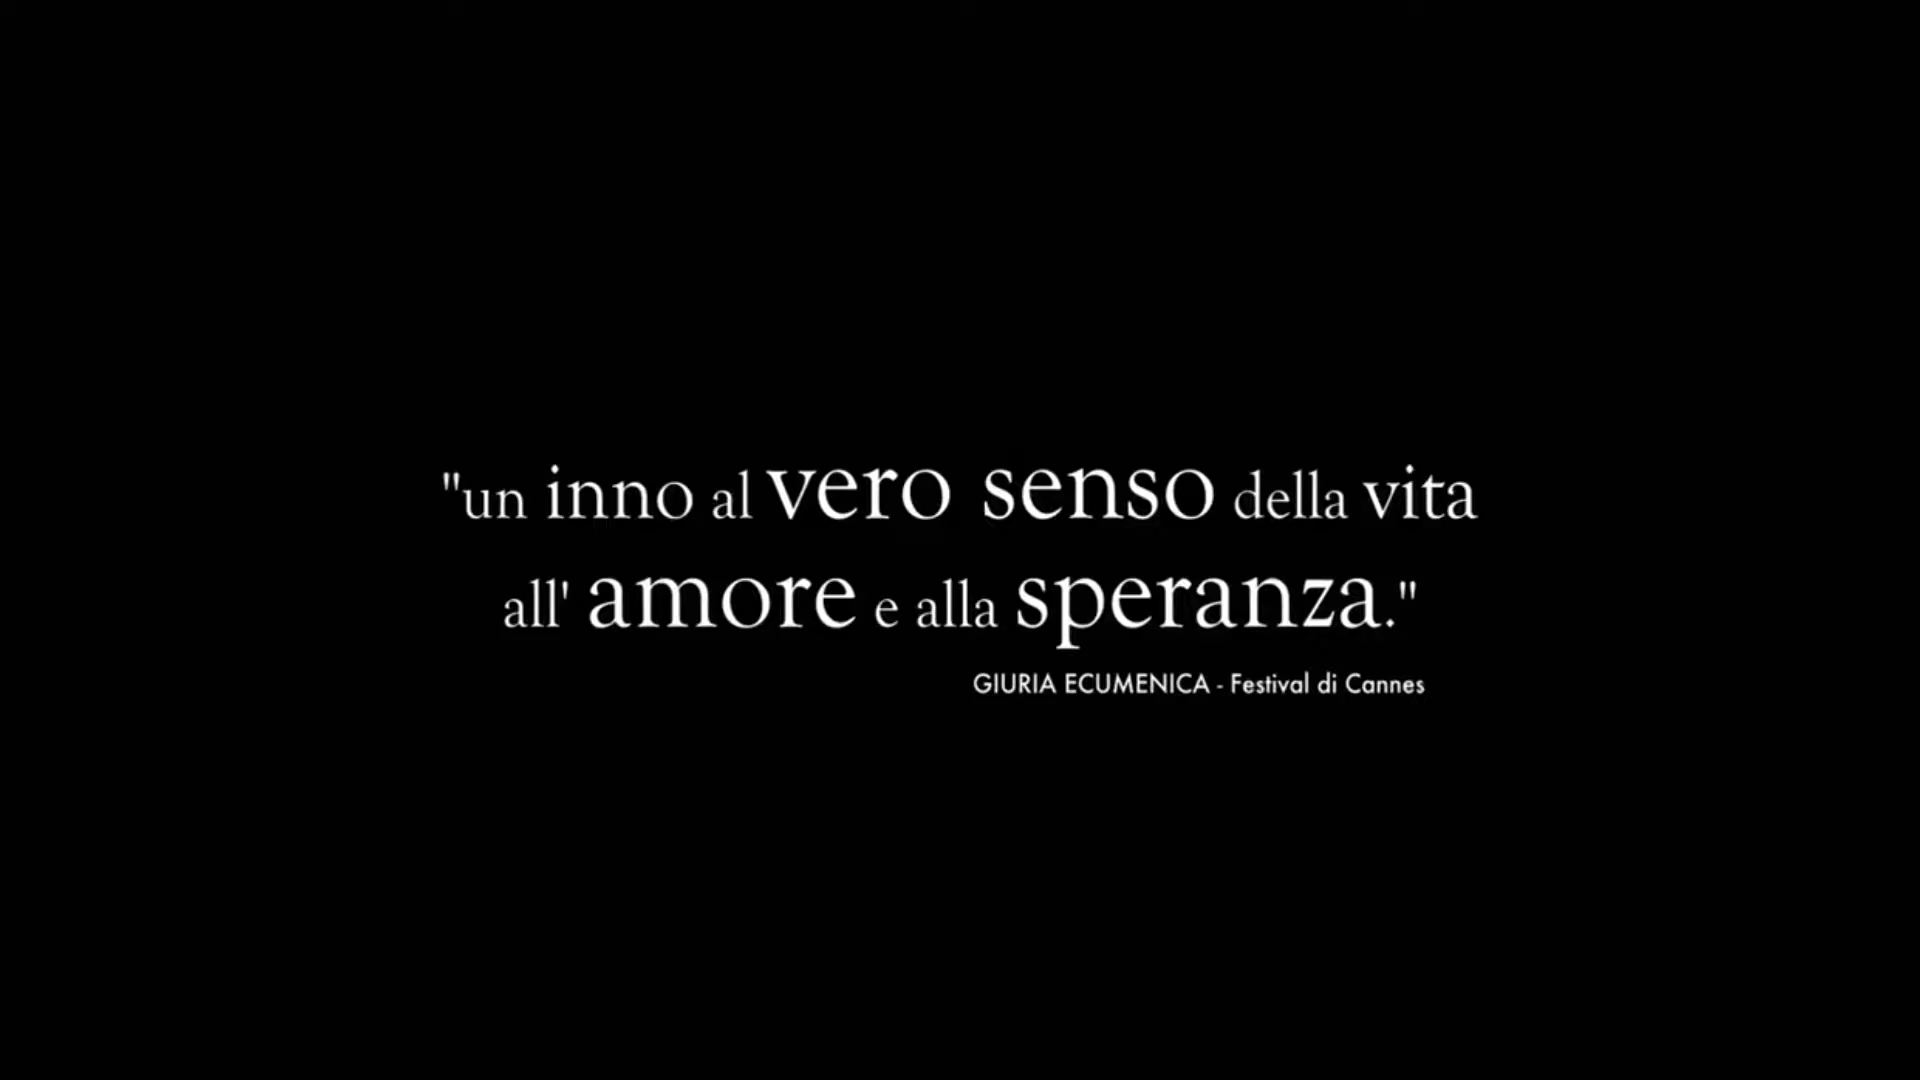 "un inno al vero senso della vita
all' amore e alla speranza."
GIURIA ECUMENICA - Festival di Cannes